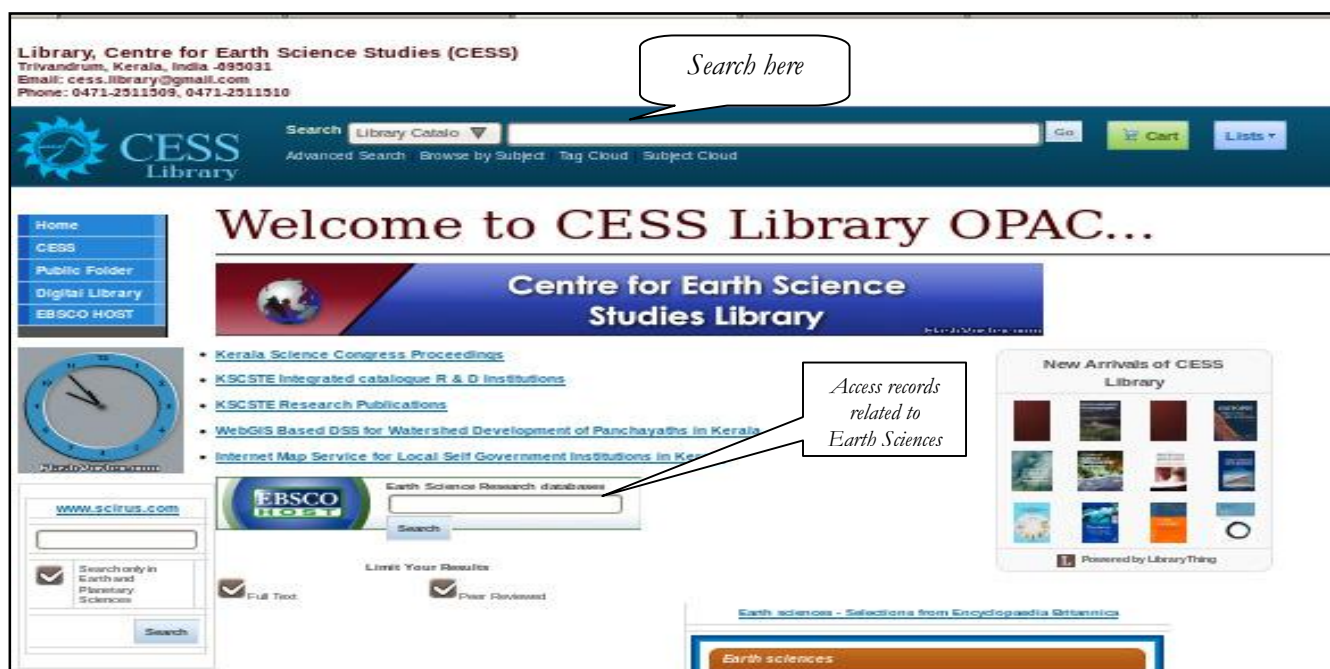 Library, Centre for Earth Science Studies (CESS)
Trivandrum, Kerala, India -695031
Email: cess.library@gmail.com
Phone: 0471-2511509, 0471-2511510
Search here
CESS
Library
Search Library Catalo Go Cart Lists
Advanced Search Browse by Subject Tag Cloud Subject Cloud
Home
CESS
Public Folder
Digital Library
EBSCO HOST
Welcome to CESS Library OPAC...
Centre for Earth Science
Studies Library
Kerala Science Congress Proceedings
KSCSTE Integrated catalogue R & D Institutions
KSCSTE Research Publications
WebGIS Based DSS for Watershed Development of Panchayaths in Kerala
Internet Map Service for Local Self Government Institutions in
Access records
related to
Earth Sciences
New Arrivals of CESS
Library
Powered by LibraryThing
EBSCO
HOST
Earth Science Research databases
Search
Limit Your Results
Full Text
Peer Reviewed
www.scirus.com
Search only in
Earth and
Planetary
Sciences
Search
Earth sciences - Selections from Encyclopaedia Britannica
Earth sciences